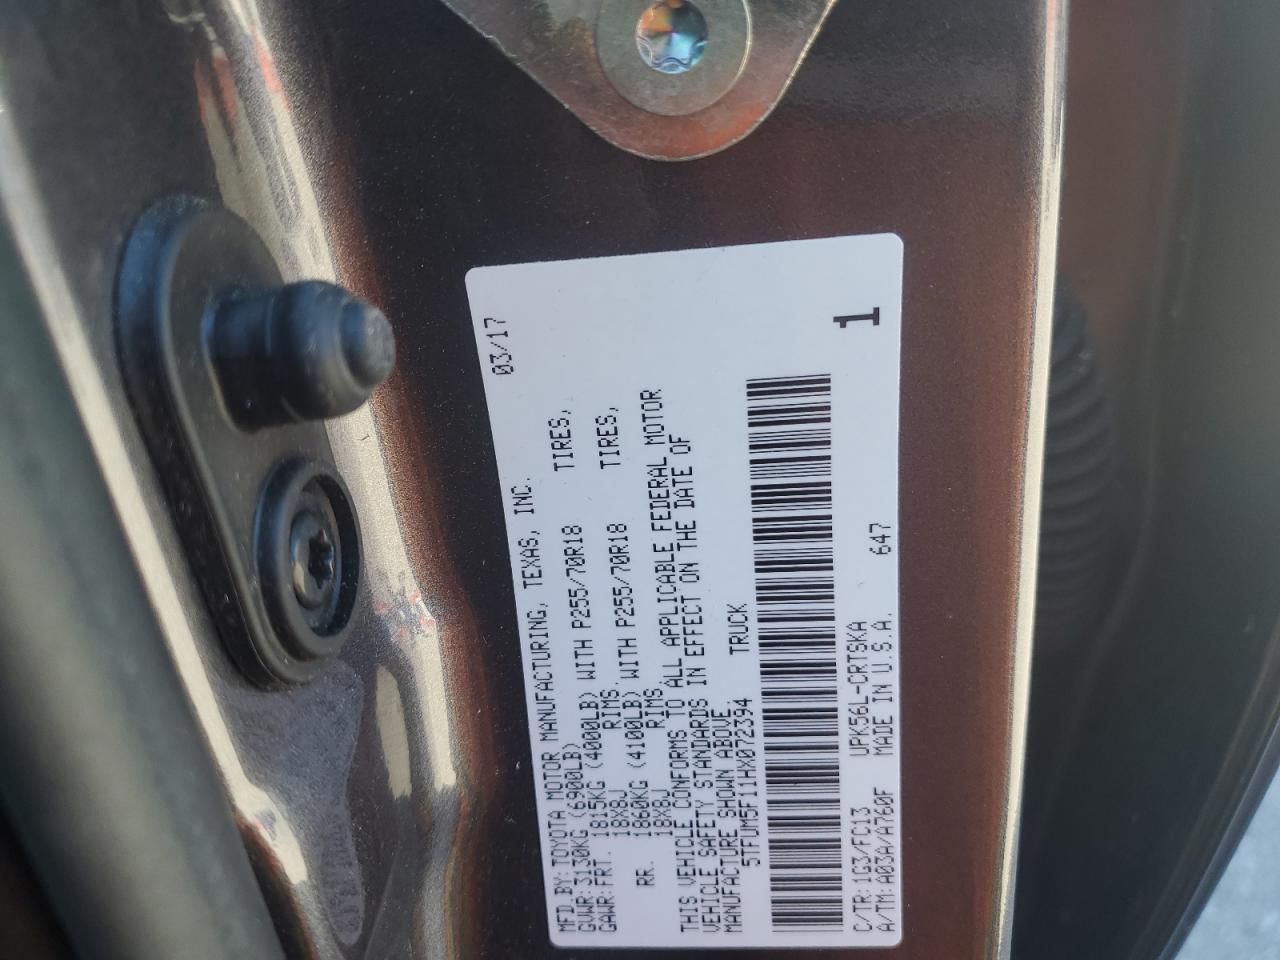 MFD.BY:TOYOTA MOTOR MANUFACTURING, TEXAS, INC. 03/17
GVWR:3130KG (6900LB)
GAWR:FRT. 1815KG (4000LB) WITH P255/70R18 TIRES,
18X8J RIMS,
RR. 1860KG (4100LB) WITH P255/70R18 TIRES,
18X8J RIMS
THIS VEHICLE CONFORMS TO ALL APPLICABLE FEDERAL MOTOR
VEHICLE SAFETY STANDARDS IN EFFECT ON THE DATE OF
MANUFACTURE SHOWN ABOVE.
5TFUM5F11HX072394 TRUCK
1
C/TR:1G3/FC13 UPK56L-CRTSKA
A/TM:A03A/A760F MADE IN U.S.A. 647